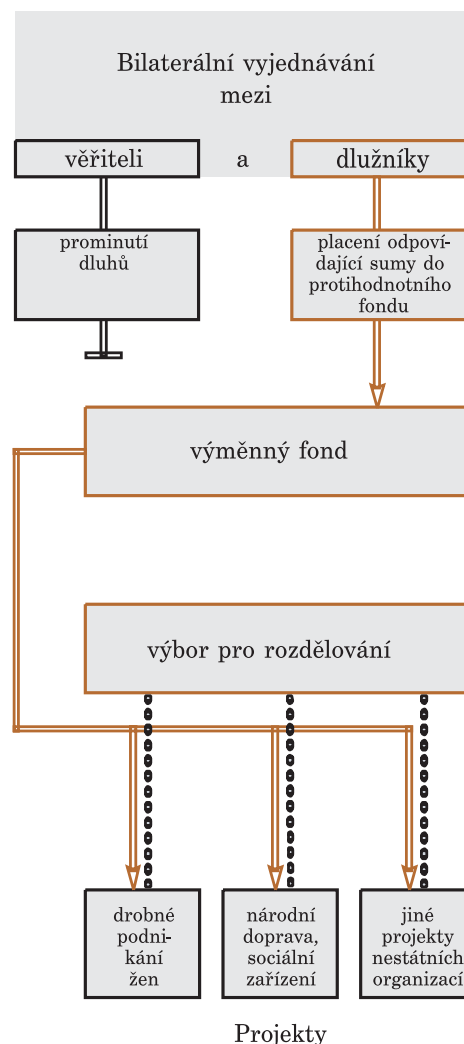 Bilaterální vyjednávání
mezi
věřiteli a dlužníky
prominutí
dluhů
placení odpoví-
dající sumy do
protihodnotního
fondu
výměnný fond
výbor pro rozdělování
drobné
podni-
kání
žen
národní
doprava,
sociální
zařízení
jiné
projekty
nestátních
organizací
Projekty